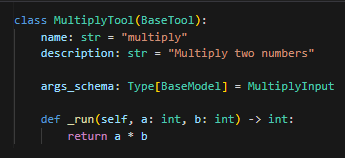 class MultiplyTool(BaseTool):
    name: str = "multiply"
    description: str = "Multiply two numbers"

    args_schema: Type[BaseModel] = MultiplyInput

    def _run(self, a: int, b: int) -> int:
        return a * b